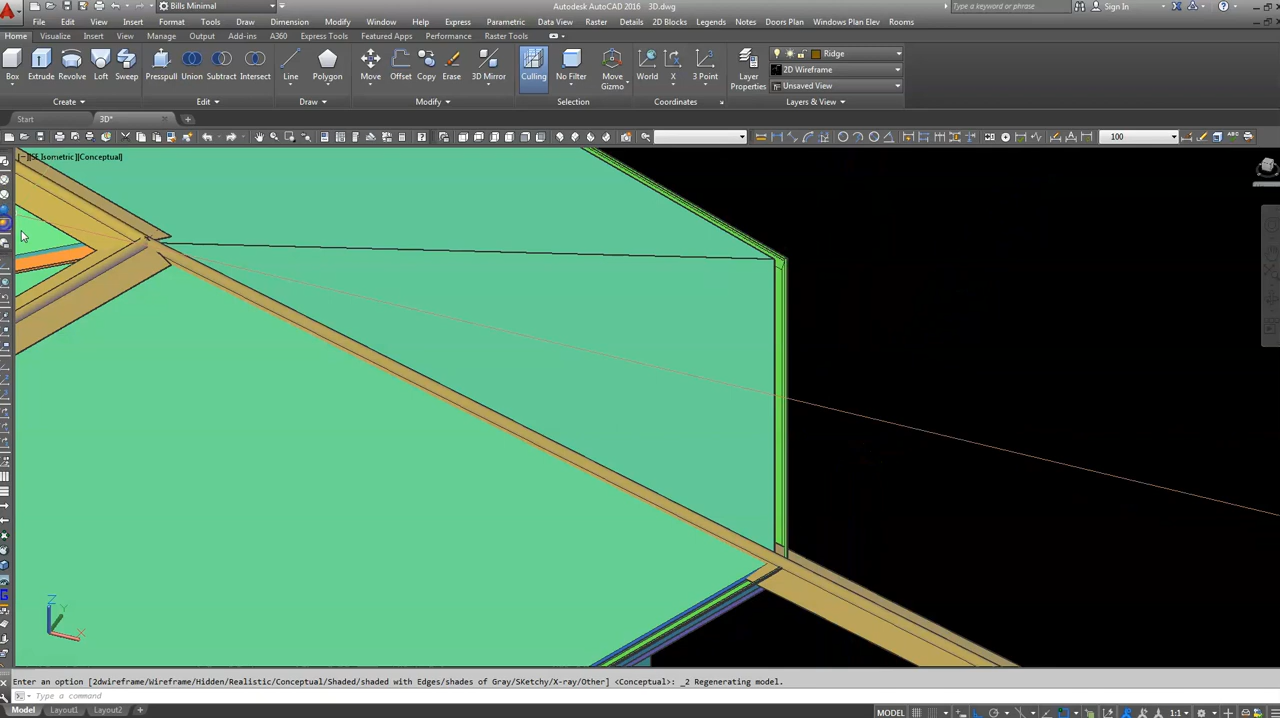 Bills Minimal
Autodesk AutoCAD 2016 3D.dwg
Type a keyword or phrase
Sign In
File Edit View Insert Format Tools Draw Dimension Modify Window Help Express Parametric Data View Raster Details 2D Blocks Legends Notes Doors Plan Windows Plan Elev Rooms
Home Visualize Insert Manage Output Add-ins A360 Express Tools Featured Apps Performance Raster Tools
Ridge
2D Wireframe
Unsaved View
Box Extrude Revolve Loft Sweep Presspull Union Subtract Intersect Line Polygon Move Offset Copy Erase 3D Mirror Culling No Filter Move Gizmo World X 3 Point Layer Properties
Create Edit Draw Modify Selection Coordinates Layers & View
Start 3D*
100
[−][SE Isometric][Conceptual]
Z
Y
X
Enter an option [2dwireframe/Wireframe/Hidden/Realistic/Conceptual/Shaded/shaded with Edges/shades of Gray/SKetchy/X-ray/Other] <Conceptual>: _2 Regenerating model.
Type a command
Model Layout1 Layout2 +
MODEL 1:1